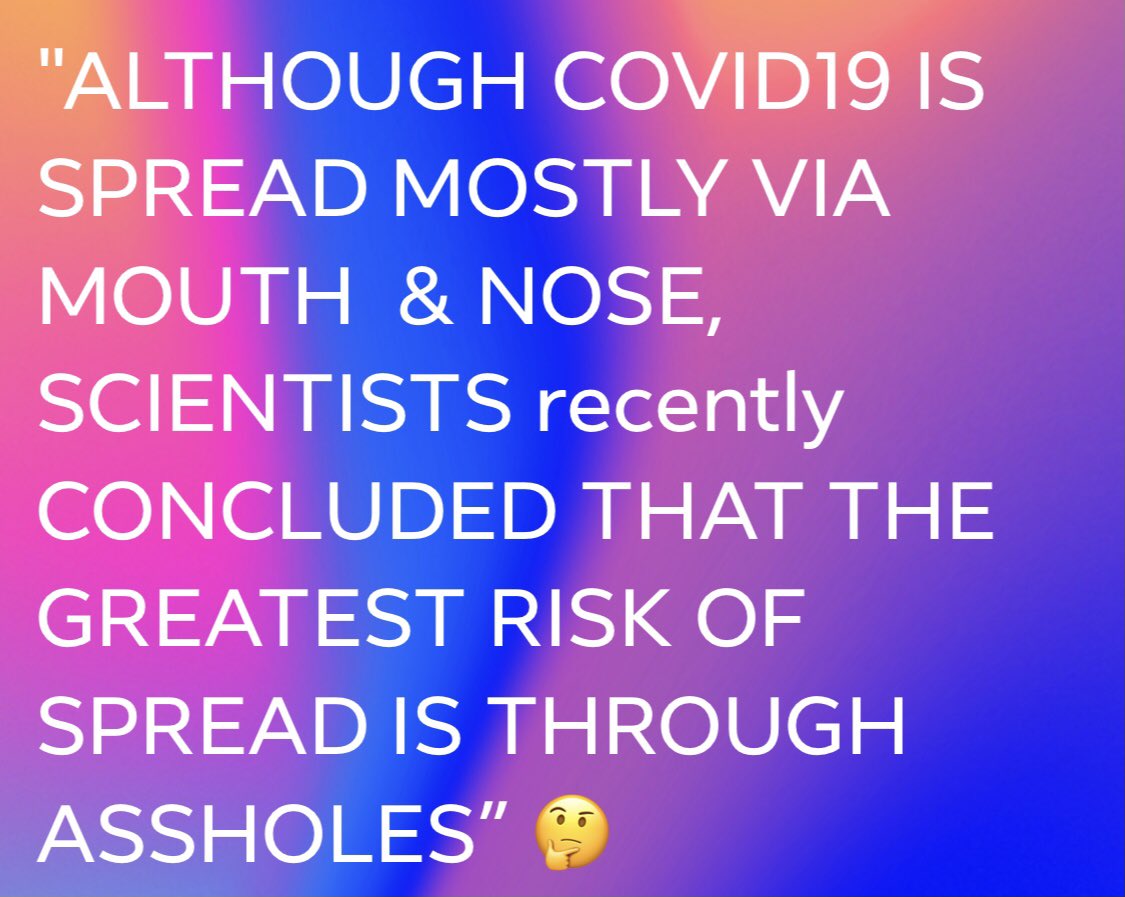 "ALTHOUGH COVID19 IS
SPREAD MOSTLY VIA
MOUTH  & NOSE,
SCIENTISTS recently
CONCLUDED THAT THE
GREATEST RISK OF
SPREAD IS THROUGH
ASSHOLES” 🤔